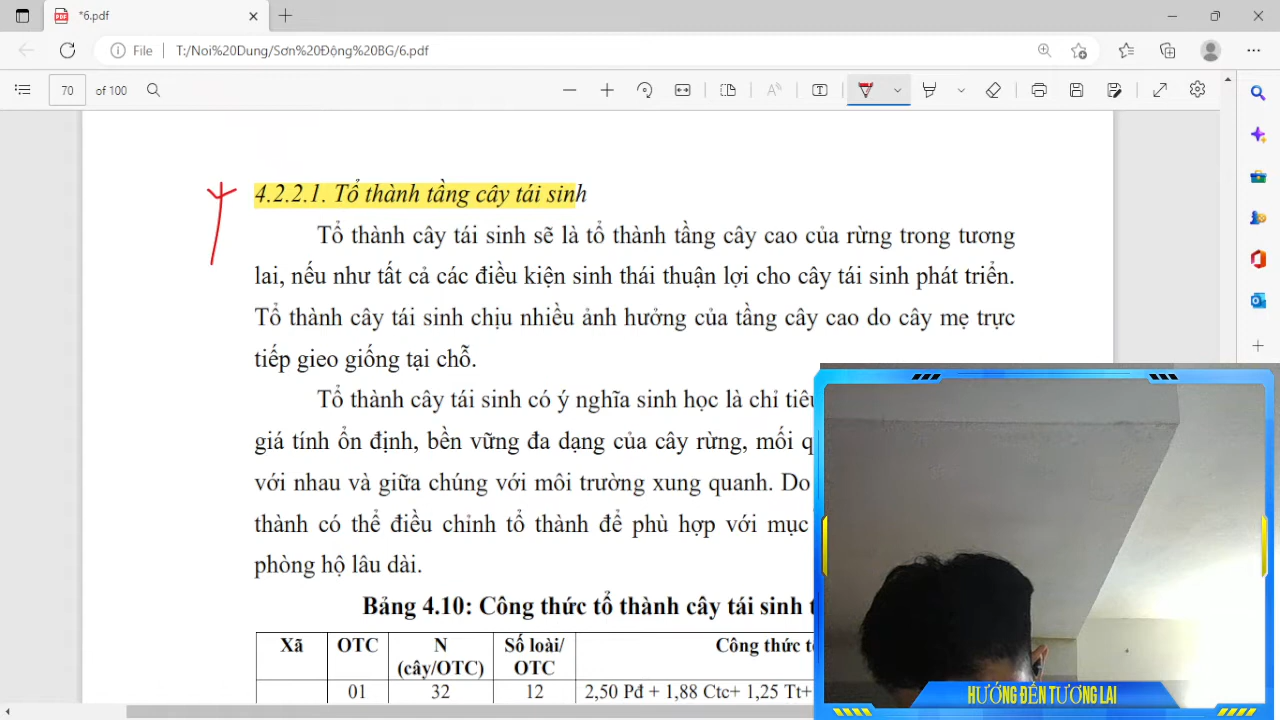 *6.pdf
File T:/Noi%20Dung/Sơn%20Động%20BG/6.pdf
70 of 100
4.2.2.1. Tổ thành tầng cây tái sinh
Tổ thành cây tái sinh sẽ là tổ thành tầng cây cao của rừng trong tương
lai, nếu như tất cả các điều kiện sinh thái thuận lợi cho cây tái sinh phát triển.
Tổ thành cây tái sinh chịu nhiều ảnh hưởng của tầng cây cao do cây mẹ trực
tiếp gieo giống tại chỗ.
Tổ thành cây tái sinh có ý nghĩa sinh học là chỉ tiêu
giá tính ổn định, bền vững đa dạng của cây rừng, mối
với nhau và giữa chúng với môi trường xung quanh. Do
thành có thể điều chỉnh tổ thành để phù hợp với mục
phòng hộ lâu dài.
Bảng 4.10: Công thức tổ thành cây tái sinh
Xã OTC N (cây/OTC) Số loài/ OTC Công thức
01 32 12 2,50 Pđ + 1,88 Ctc+ 1,25 Tt+
HƯỚNG ĐẾN TƯƠNG LAI